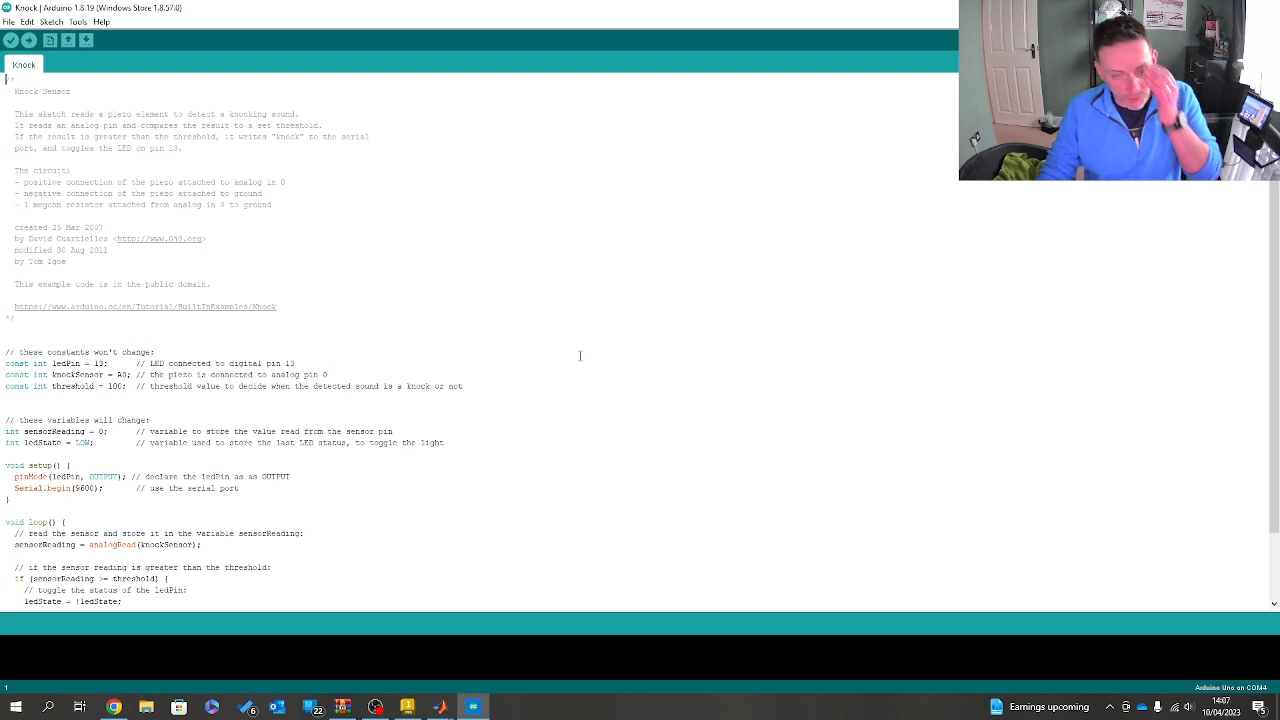 Knock | Arduino 1.8.19 (Windows Store 1.8.57.0)
File Edit Sketch Tools Help
Knock
/*
Knock Sensor
This sketch reads a piezo element to detect a knocking sound.
It reads an analog pin and compares the result to a set threshold.
If the result is greater than the threshold, it writes "knock" to the serial
port, and toggles the LED on pin 13.
The circuit:
- positive connection of the piezo attached to analog in 0
- negative connection of the piezo attached to ground
- 1 megohm resistor attached from analog in 0 to ground
created 25 Mar 2007
by David Cuartielles <http://www.0j0.org>
modified 30 Aug 2011
by Tom Igoe
This example code is in the public domain.
https://www.arduino.cc/en/Tutorial/BuiltInExamples/Knock
*/
// these constants won't change:
const int ledPin = 13; // LED connected to digital pin 13
const int knockSensor = A0; // the piezo is connected to analog pin 0
const int threshold = 100; // threshold value to decide when the detected sound is a knock or not
// these variables will change:
int sensorReading = 0; // variable to store the value read from the sensor pin
int ledState = LOW; // variable used to store the last LED status, to toggle the light
void setup() {
pinMode(ledPin, OUTPUT); // declare the ledPin as as OUTPUT
Serial.begin(9600); // use the serial port
}
void loop() {
// read the sensor and store it in the variable sensorReading:
sensorReading = analogRead(knockSensor);
// if the sensor reading is greater than the threshold:
if (sensorReading >= threshold) {
// toggle the status of the ledPin:
ledState = !ledState;
1
Arduino Uno on COM4
6
22
Earnings upcoming
14:07
10/04/2023